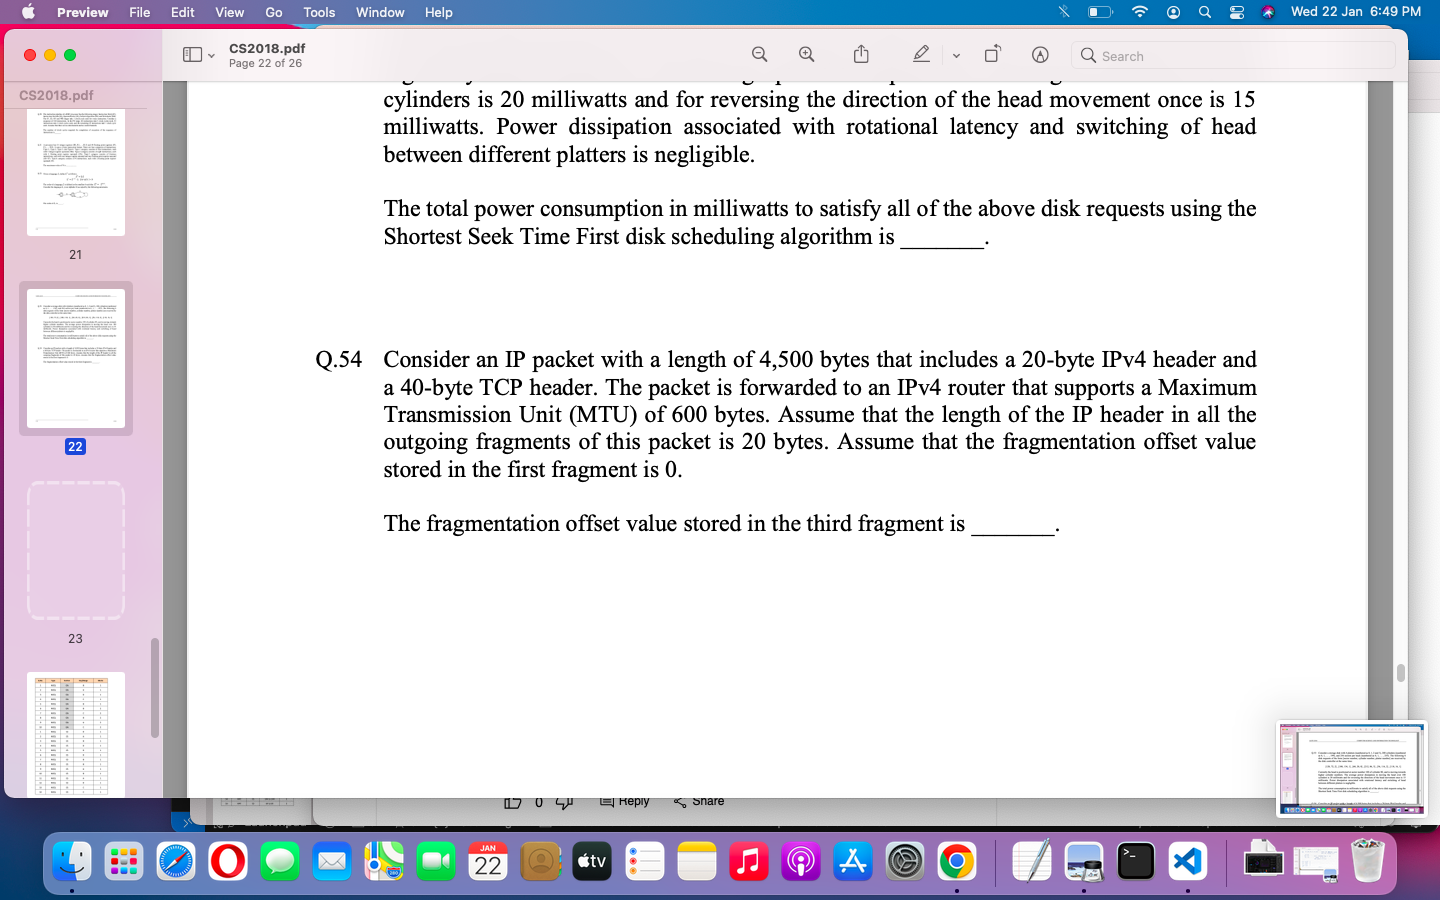 Preview File Edit View Go Tools Window Help
Wed 22 Jan 6:49 PM
CS2018.pdf
Page 22 of 26
Search
CS2018.pdf
21
22
23
cylinders is 20 milliwatts and for reversing the direction of the head movement once is 15
milliwatts. Power dissipation associated with rotational latency and switching of head
between different platters is negligible.
The total power consumption in milliwatts to satisfy all of the above disk requests using the
Shortest Seek Time First disk scheduling algorithm is _______.
Q.54 Consider an IP packet with a length of 4,500 bytes that includes a 20-byte IPv4 header and
a 40-byte TCP header. The packet is forwarded to an IPv4 router that supports a Maximum
Transmission Unit (MTU) of 600 bytes. Assume that the length of the IP header in all the
outgoing fragments of this packet is 20 bytes. Assume that the fragmentation offset value
stored in the first fragment is 0.
The fragmentation offset value stored in the third fragment is _______.
0 Reply Share
JAN
22
tv